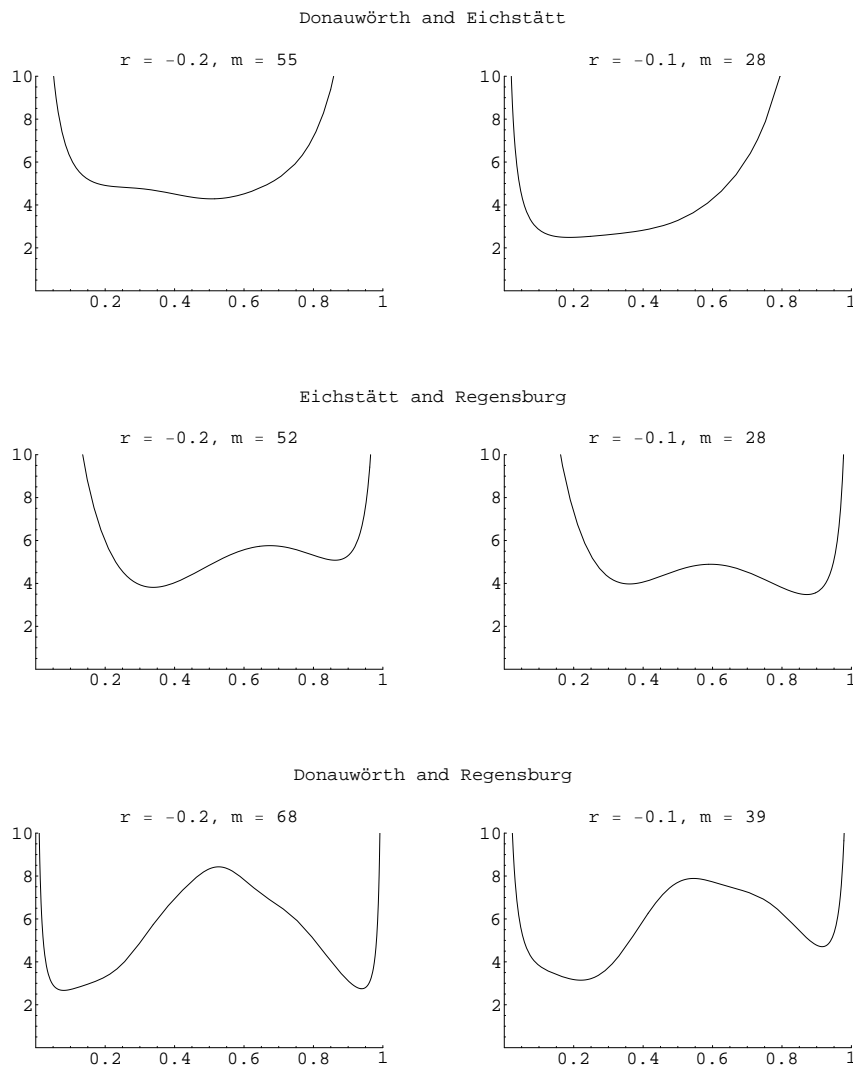 Donauwörth and Eichstätt
r = −0.2, m = 55
10
8
6
4
2
0.2 0.4 0.6 0.8 1
r = −0.1, m = 28
10
8
6
4
2
0.2 0.4 0.6 0.8 1
Eichstätt and Regensburg
r = −0.2, m = 52
10
8
6
4
2
0.2 0.4 0.6 0.8 1
r = −0.1, m = 28
10
8
6
4
2
0.2 0.4 0.6 0.8 1
Donauwörth and Regensburg
r = −0.2, m = 68
10
8
6
4
2
0.2 0.4 0.6 0.8 1
r = −0.1, m = 39
10
8
6
4
2
0.2 0.4 0.6 0.8 1